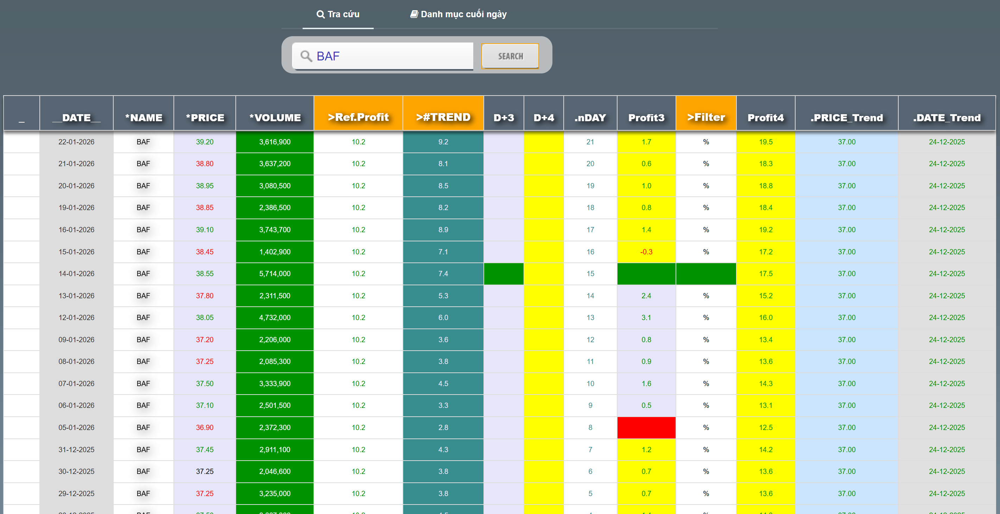 Tra cứu Danh mục cuối ngày
BAF SEARCH
_ __DATE__ *NAME *PRICE *VOLUME >Ref.Profit >#TREND D+3 D+4 .nDAY Profit3 >Filter Profit4 .PRICE_Trend .DATE_Trend
22-01-2026 BAF 39.20 3,616,900 10.2 9.2 21 1.7 % 19.5 37.00 24-12-2025
21-01-2026 BAF 38.80 3,637,200 10.2 8.1 20 0.6 % 18.3 37.00 24-12-2025
20-01-2026 BAF 38.95 3,080,500 10.2 8.5 19 1.0 % 18.8 37.00 24-12-2025
19-01-2026 BAF 38.85 2,386,500 10.2 8.2 18 0.8 % 18.4 37.00 24-12-2025
16-01-2026 BAF 39.10 3,743,700 10.2 8.9 17 1.4 % 19.2 37.00 24-12-2025
15-01-2026 BAF 38.45 1,402,900 10.2 7.1 16 -0.3 % 17.2 37.00 24-12-2025
14-01-2026 BAF 38.55 5,714,000 10.2 7.4 15 17.5 37.00 24-12-2025
13-01-2026 BAF 37.80 2,311,500 10.2 5.3 14 2.4 % 15.2 37.00 24-12-2025
12-01-2026 BAF 38.05 4,732,000 10.2 6.0 13 3.1 % 16.0 37.00 24-12-2025
09-01-2026 BAF 37.20 2,206,000 10.2 3.6 12 0.8 % 13.4 37.00 24-12-2025
08-01-2026 BAF 37.25 2,085,300 10.2 3.8 11 0.9 % 13.6 37.00 24-12-2025
07-01-2026 BAF 37.50 3,333,900 10.2 4.5 10 1.6 % 14.3 37.00 24-12-2025
06-01-2026 BAF 37.10 2,501,500 10.2 3.3 9 0.5 % 13.1 37.00 24-12-2025
05-01-2026 BAF 36.90 2,372,300 10.2 2.8 8 % 12.5 37.00 24-12-2025
31-12-2025 BAF 37.45 2,911,100 10.2 4.3 7 1.2 % 14.2 37.00 24-12-2025
30-12-2025 BAF 37.25 2,046,600 10.2 3.8 6 0.7 % 13.6 37.00 24-12-2025
29-12-2025 BAF 37.25 3,235,000 10.2 3.8 5 0.7 % 13.6 37.00 24-12-2025